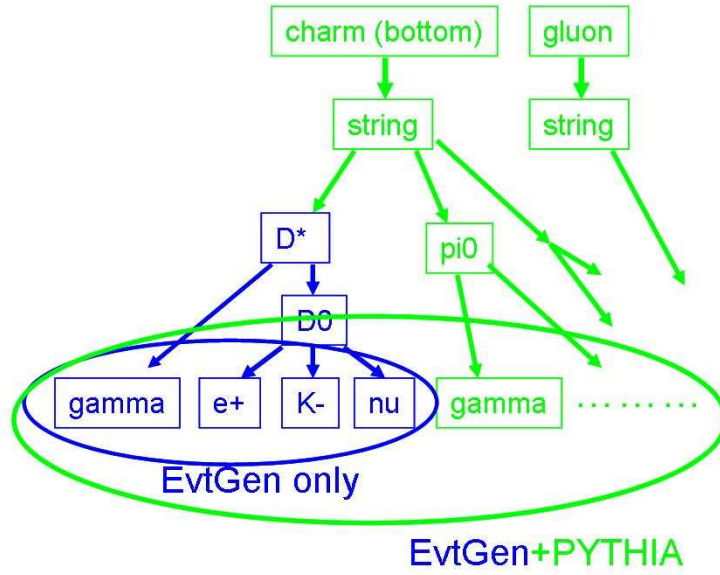 charm (bottom) gluon
string string
D* pi0
D0
gamma e+ K- nu gamma ... ... ...
EvtGen only
EvtGen+PYTHIA